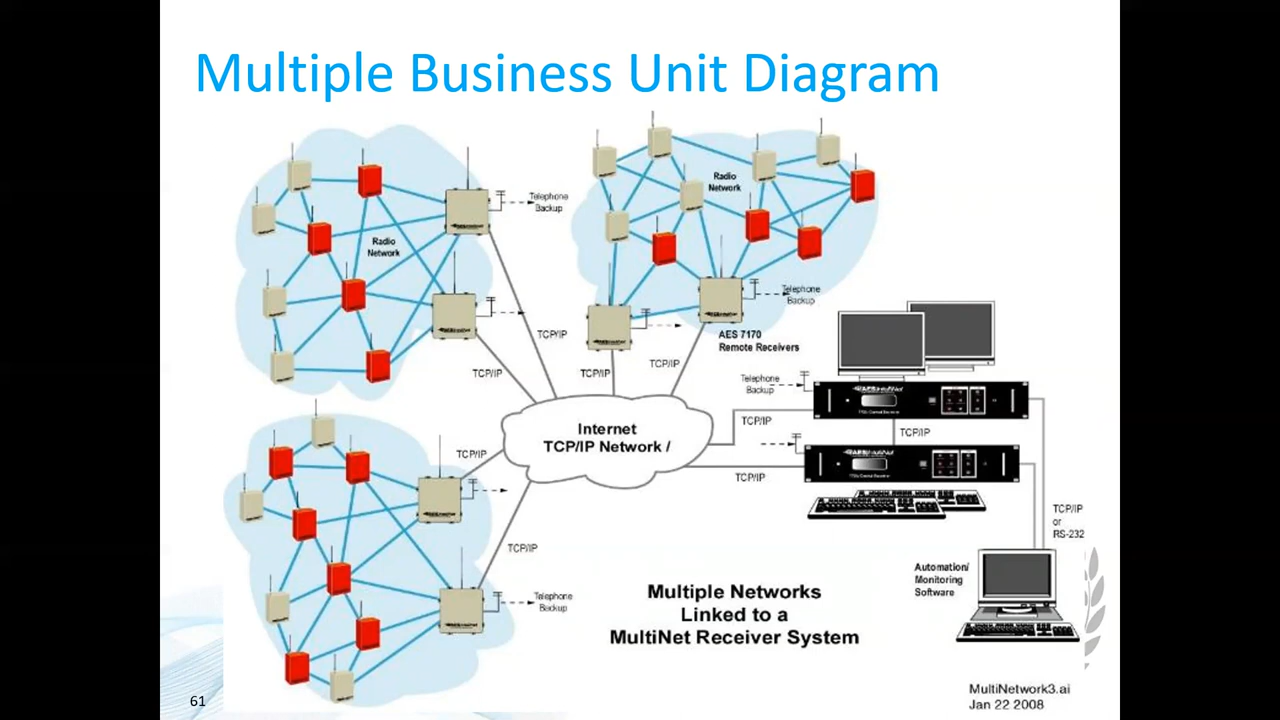 Multiple Business Unit Diagram
Radio
Network
Telephone
Backup
TCP/IP
TCP/IP
Radio
Network
Telephone
Backup
AES 7170
Remote Receivers
TCP/IP
TCP/IP
Internet
TCP/IP Network /
Telephone
Backup
TCP/IP
TCP/IP
TCP/IP
TCP/IP
TCP/IP
Telephone
Backup
TCP/IP
or
RS-232
Automation/
Monitoring
Software
Multiple Networks
Linked to a
MultiNet Receiver System
MultiNetwork3.ai
Jan 22 2008
61